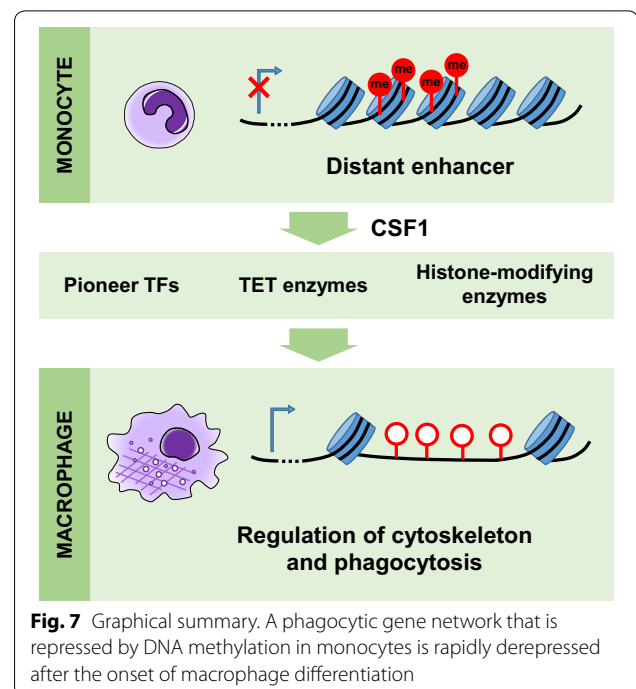 MONOCYTE
me
me
me
me
Distant enhancer
CSF1
Pioneer TFs
TET enzymes
Histone-modifying
enzymes
MACROPHAGE
Regulation of cytoskeleton
and phagocytosis
Fig. 7 Graphical summary. A phagocytic gene network that is
repressed by DNA methylation in monocytes is rapidly derepressed
after the onset of macrophage differentiation